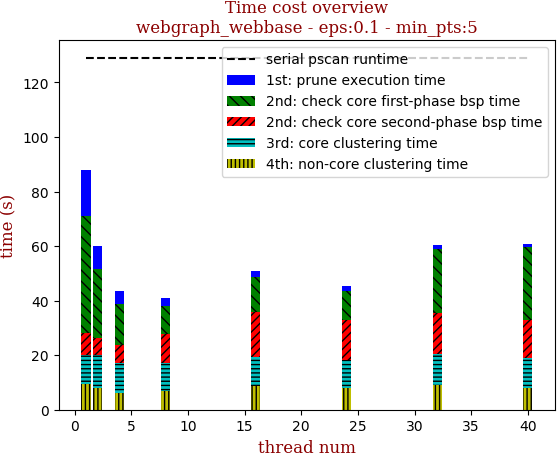 Time cost overview
webgraph_webbase - eps:0.1 - min_pts:5
serial pscan runtime
1st: prune execution time
2nd: check core first-phase bsp time
2nd: check core second-phase bsp time
3rd: core clustering time
4th: non-core clustering time
time (s)
120
100
80
60
40
20
0
0 5 10 15 20 25 30 35 40
thread num